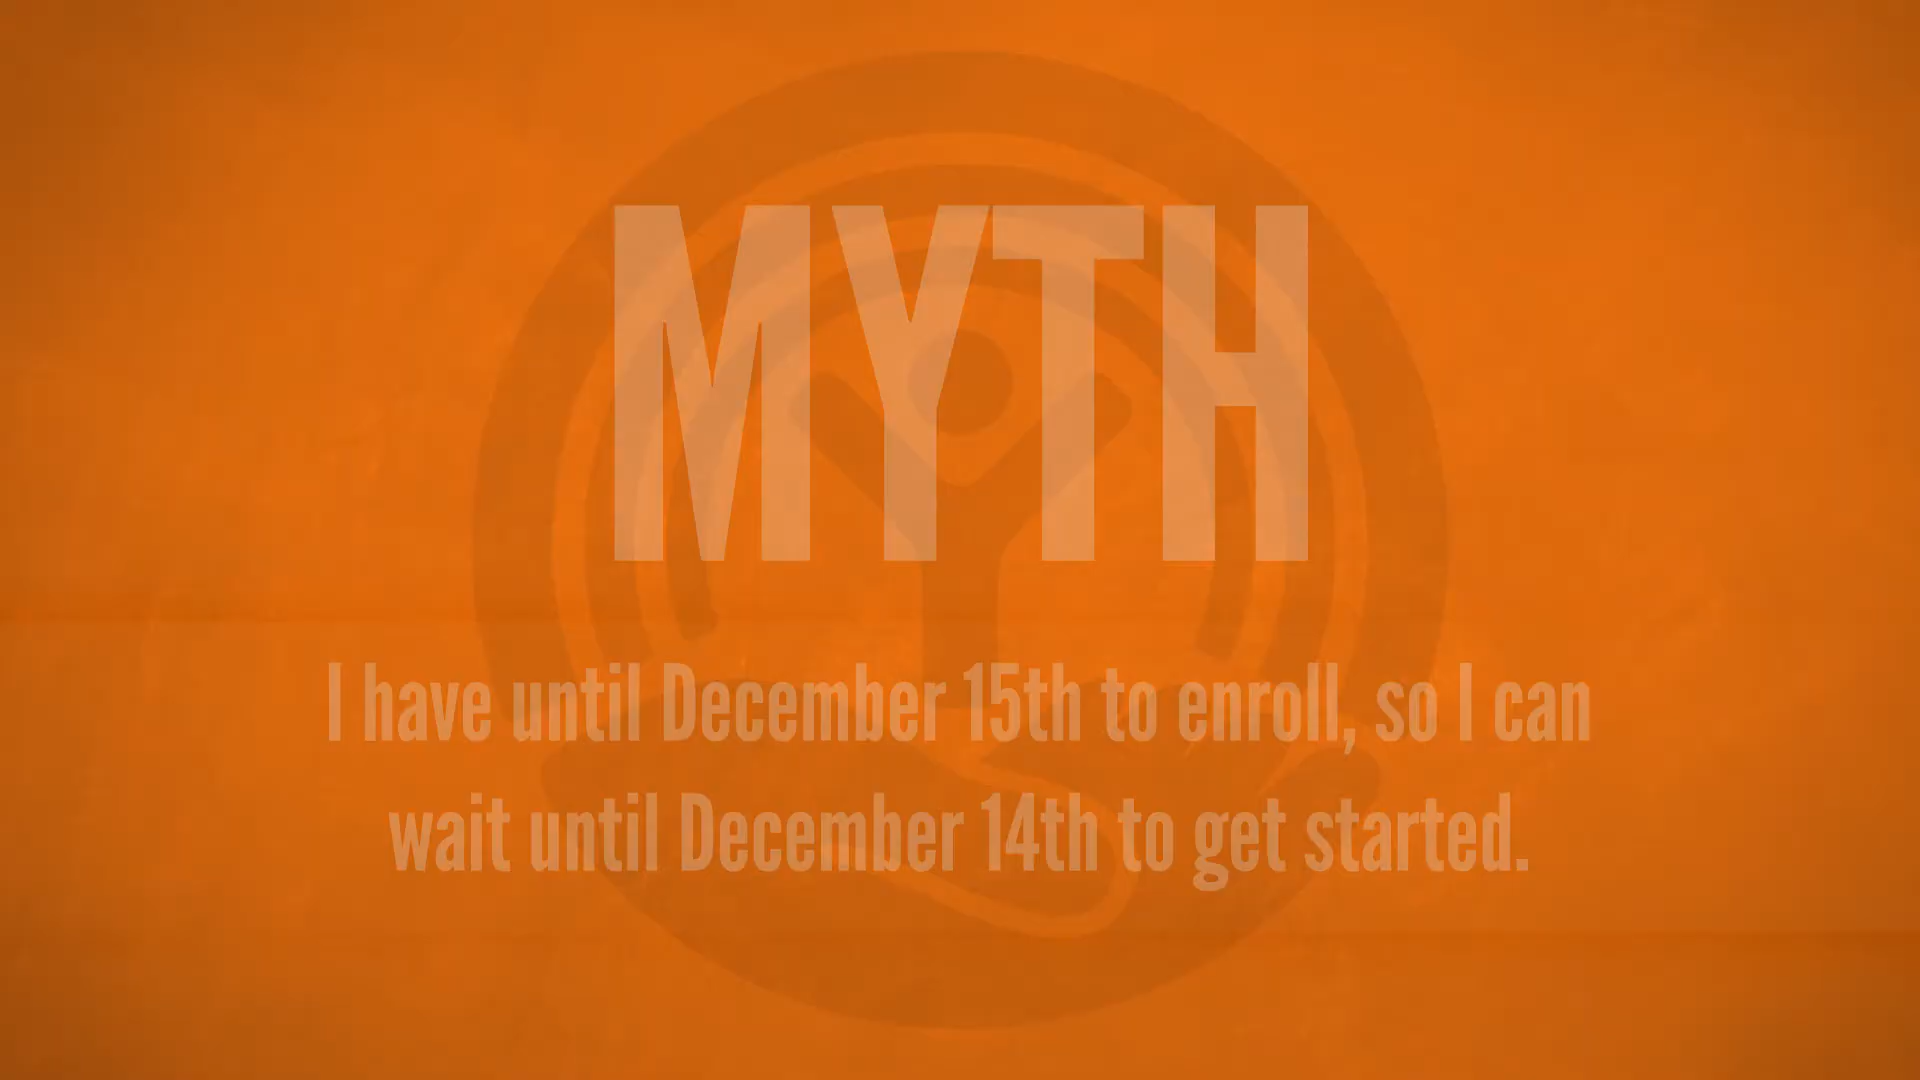 MYTH
I have until December 15th to enroll, so I can
wait until December 14th to get started.